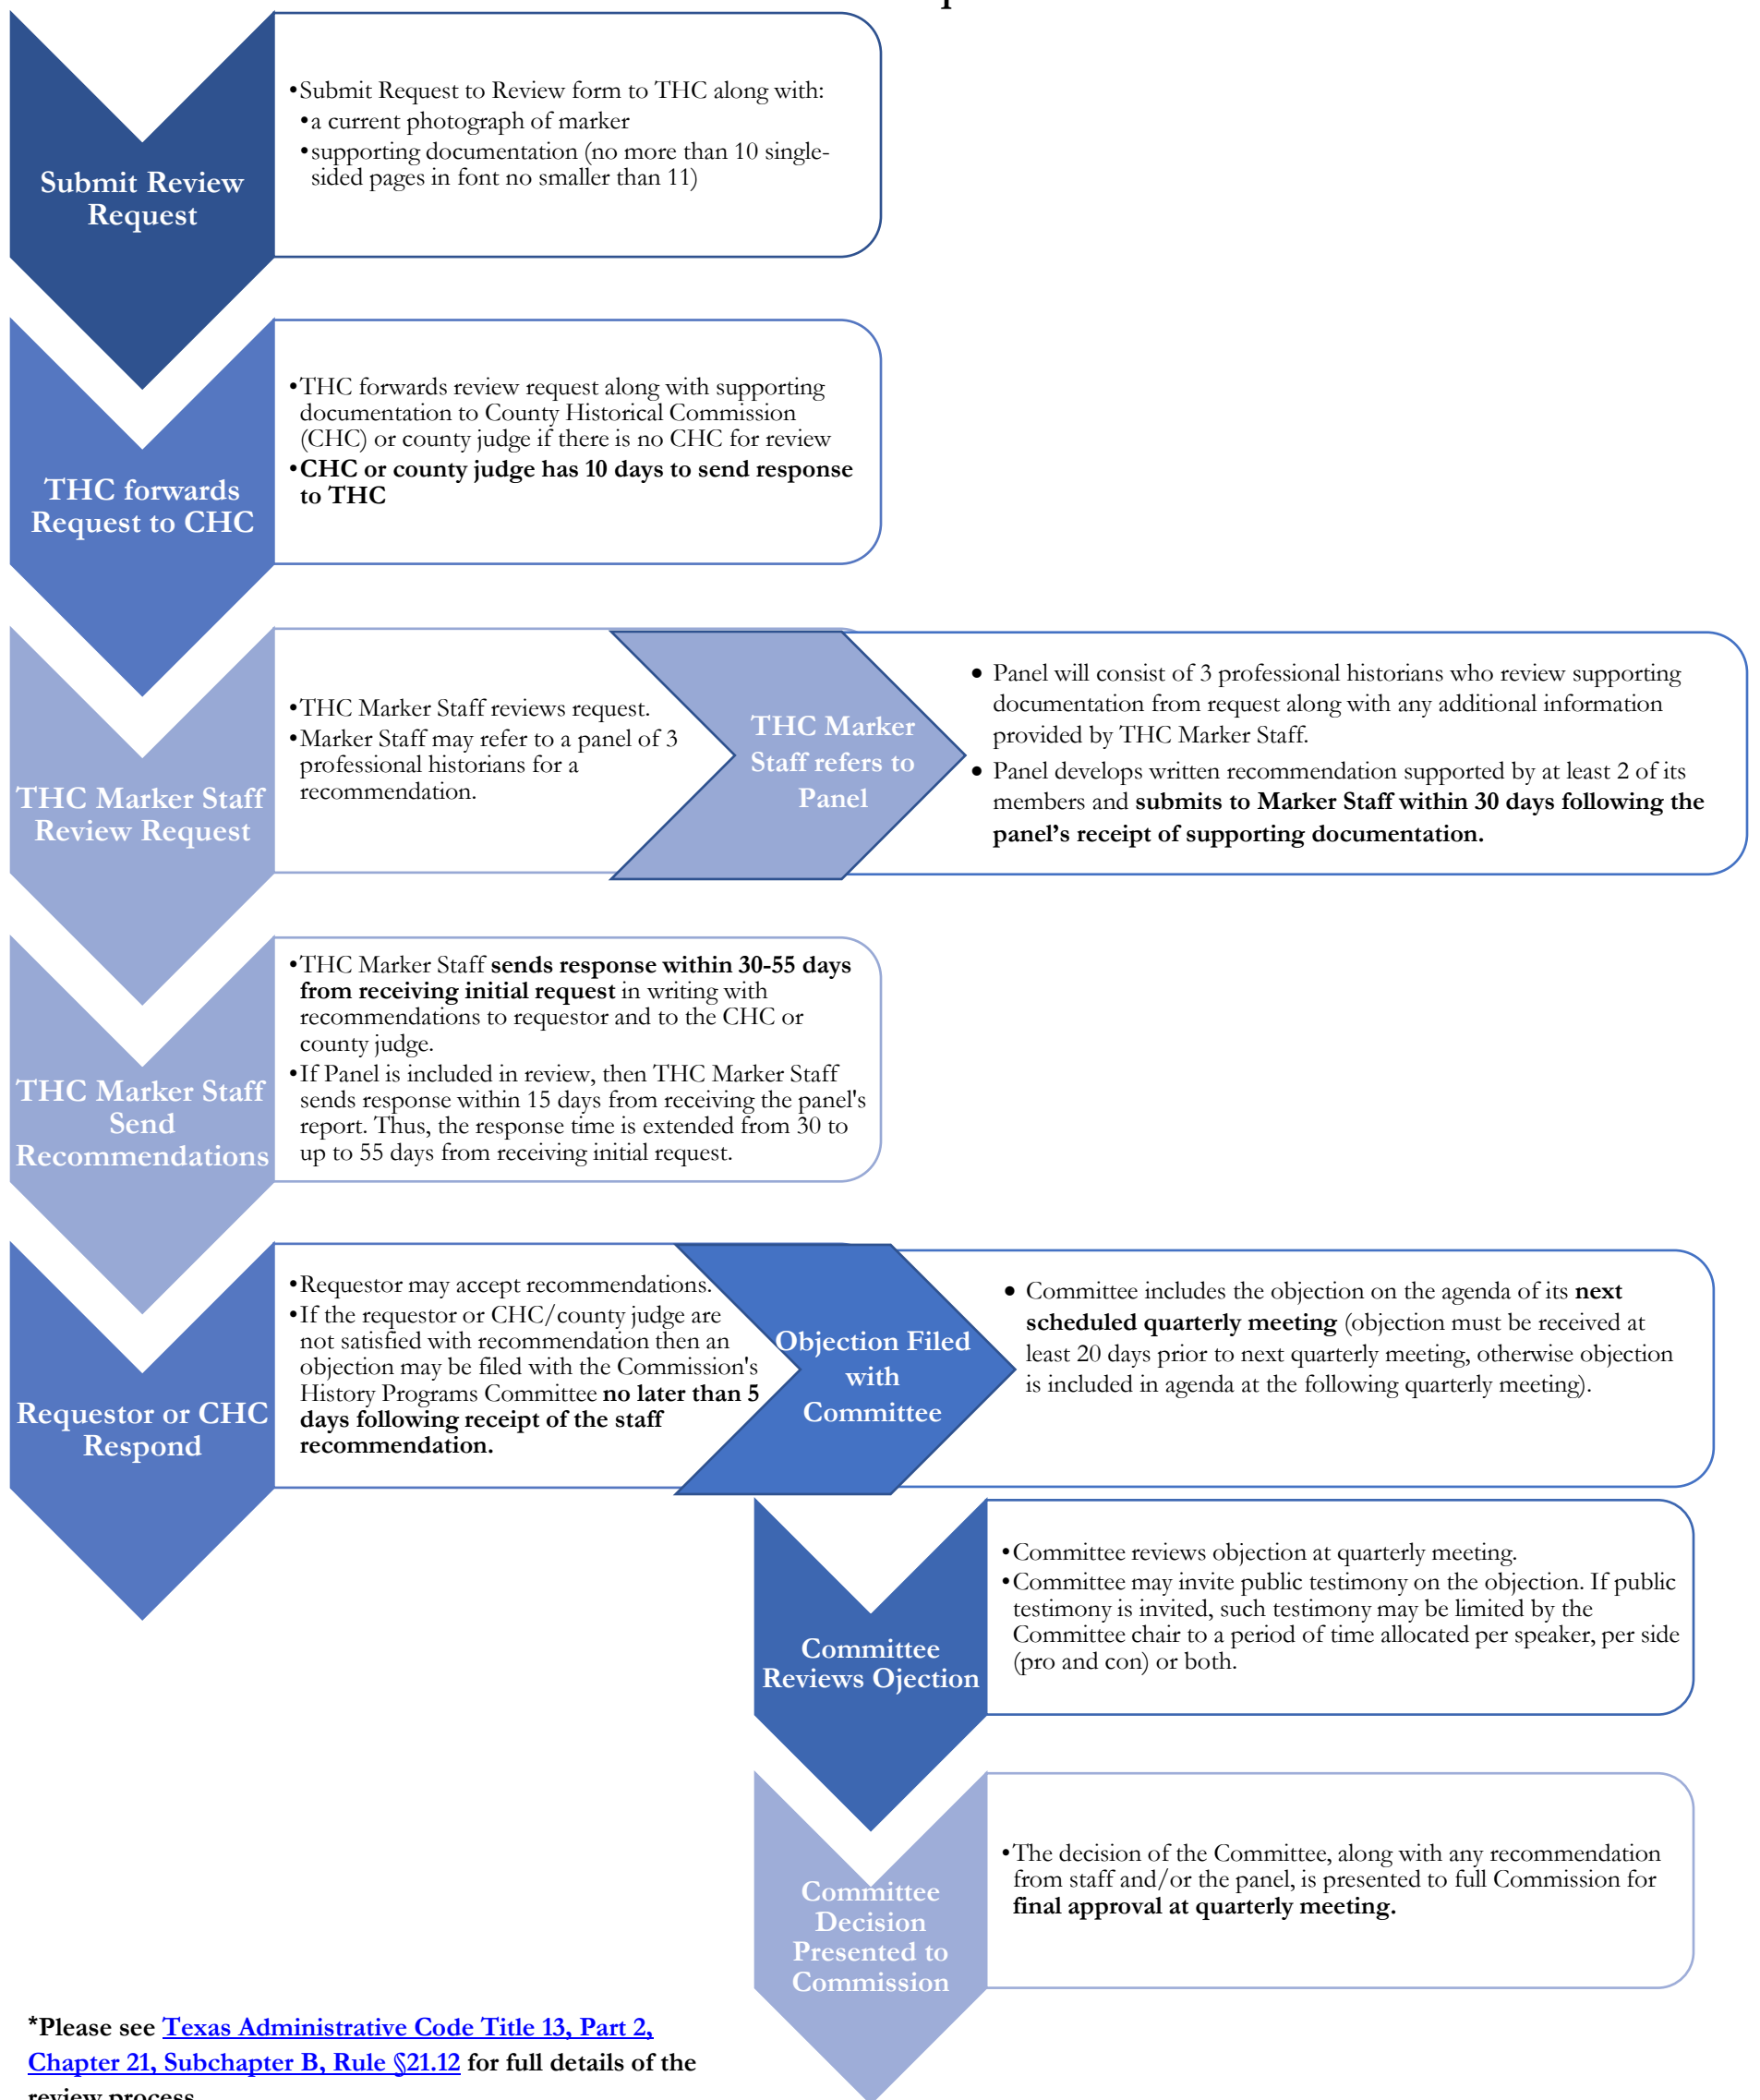 Submit Review
Request
•Submit Request to Review form to THC along with:
•a current photograph of marker
•supporting documentation (no more than 10 single-
sided pages in font no smaller than 11)
THC forwards
Request to CHC
•THC forwards review request along with supporting
documentation to County Historical Commission
(CHC) or county judge if there is no CHC for review
•CHC or county judge has 10 days to send response
to THC
THC Marker Staff
Review Request
•THC Marker Staff reviews request.
•Marker Staff may refer to a panel of 3
professional historians for a
recommendation.
THC Marker
Staff refers to
Panel
• Panel will consist of 3 professional historians who review supporting
documentation from request along with any additional information
provided by THC Marker Staff.
• Panel develops written recommendation supported by at least 2 of its
members and submits to Marker Staff within 30 days following the
panel’s receipt of supporting documentation.
THC Marker Staff
Send
Recommendations
•THC Marker Staff sends response within 30-55 days
from receiving initial request in writing with
recommendations to requestor and to the CHC or
county judge.
•If Panel is included in review, then THC Marker Staff
sends response within 15 days from receiving the panel's
report. Thus, the response time is extended from 30 to
up to 55 days from receiving initial request.
Requestor or CHC
Respond
•Requestor may accept recommendations.
•If the requestor or CHC/county judge are
not satisfied with recommendation then an
objection may be filed with the Commission's
History Programs Committee no later than 5
days following receipt of the staff
recommendation.
Objection Filed
with
Committee
• Committee includes the objection on the agenda of its next
scheduled quarterly meeting (objection must be received at
least 20 days prior to next quarterly meeting, otherwise objection
is included in agenda at the following quarterly meeting).
Committee
Reviews Ojection
•Committee reviews objection at quarterly meeting.
•Committee may invite public testimony on the objection. If public
testimony is invited, such testimony may be limited by the
Committee chair to a period of time allocated per speaker, per side
(pro and con) or both.
Committee
Decision
Presented to
Commission
•The decision of the Committee, along with any recommendation
from staff and/or the panel, is presented to full Commission for
final approval at quarterly meeting.
*Please see Texas Administrative Code Title 13, Part 2,
Chapter 21, Subchapter B, Rule §21.12 for full details of the
review process